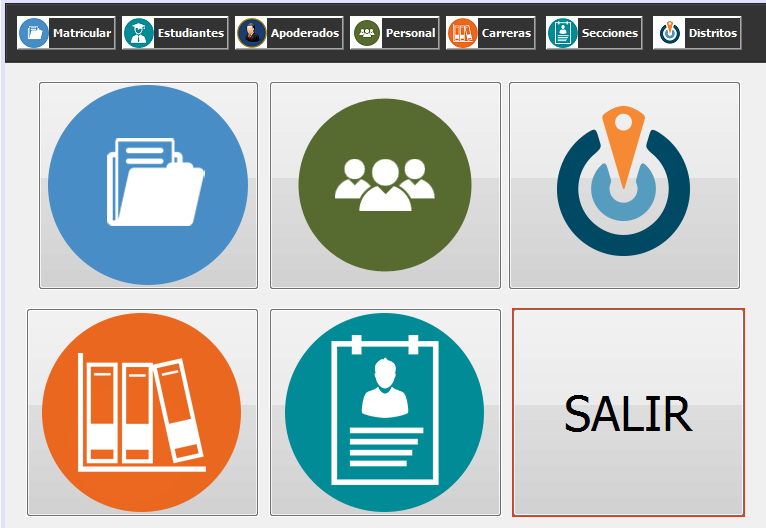 Matricular Estudiantes Apoderados Personal Carreras Secciones Distritos
SALIR